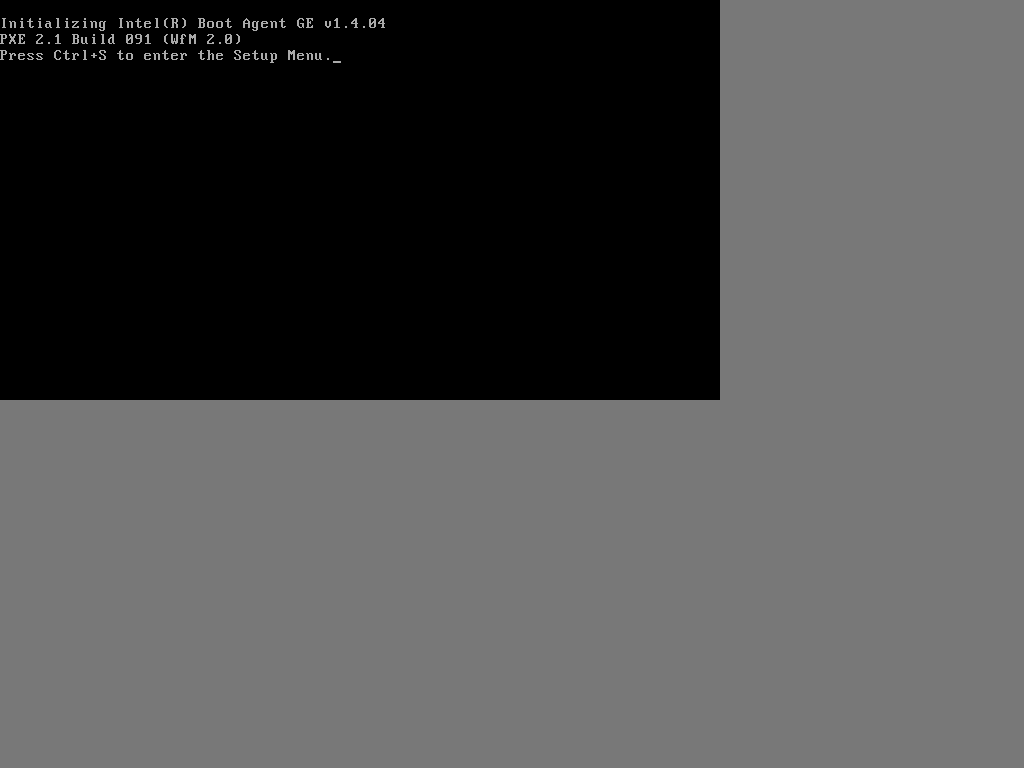 Initializing Intel(R) Boot Agent GE v1.4.04
PXE 2.1 Build 091 (WfM 2.0)
Press Ctrl+S to enter the Setup Menu._